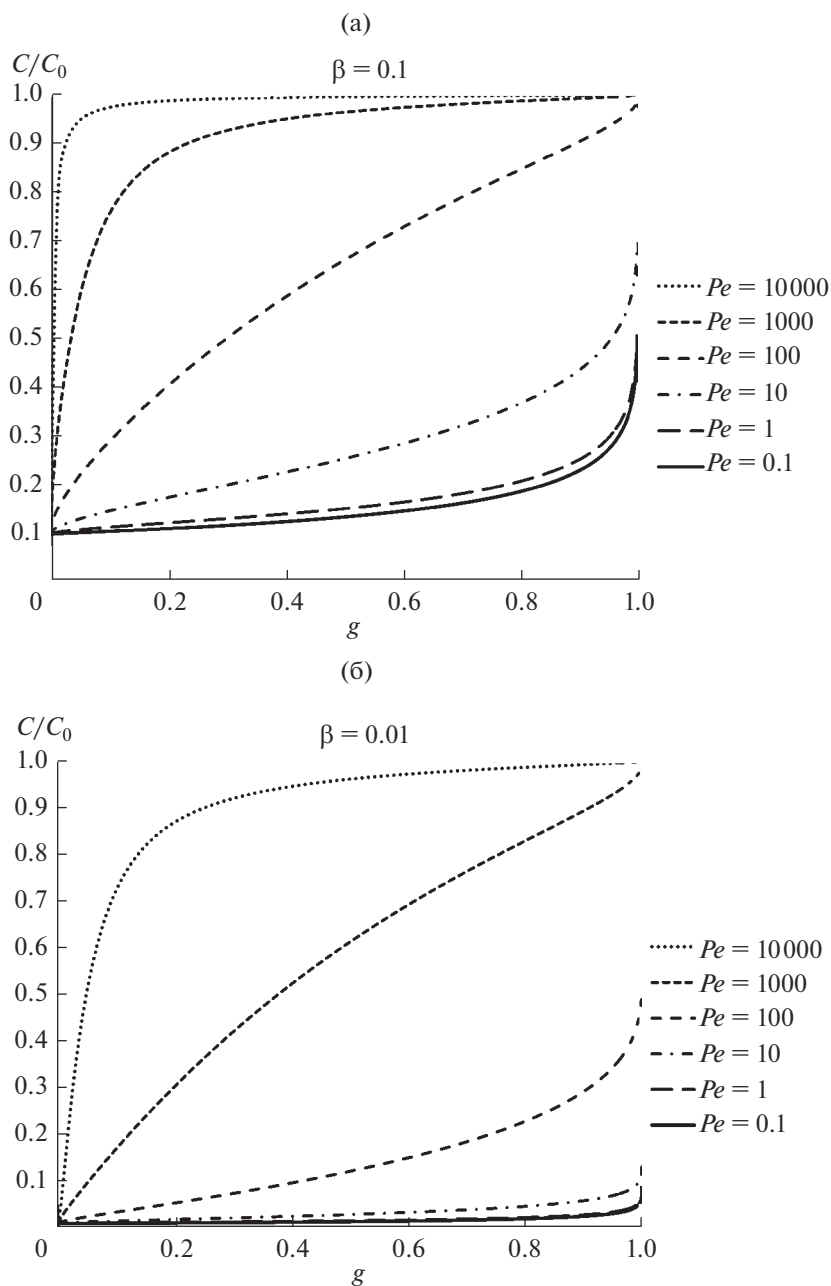 (а)
C/C0
β = 0.1
1.0
0.9
0.8
0.7
0.6
0.5
0.4
0.3
0.2
0.1
0
0.2
0.4
0.6
0.8
1.0
g
Pe = 10000
Pe = 1000
Pe = 100
Pe = 10
Pe = 1
Pe = 0.1
(б)
C/C0
β = 0.01
1.0
0.9
0.8
0.7
0.6
0.5
0.4
0.3
0.2
0.1
0
0.2
0.4
0.6
0.8
1.0
g
Pe = 10000
Pe = 1000
Pe = 100
Pe = 10
Pe = 1
Pe = 0.1